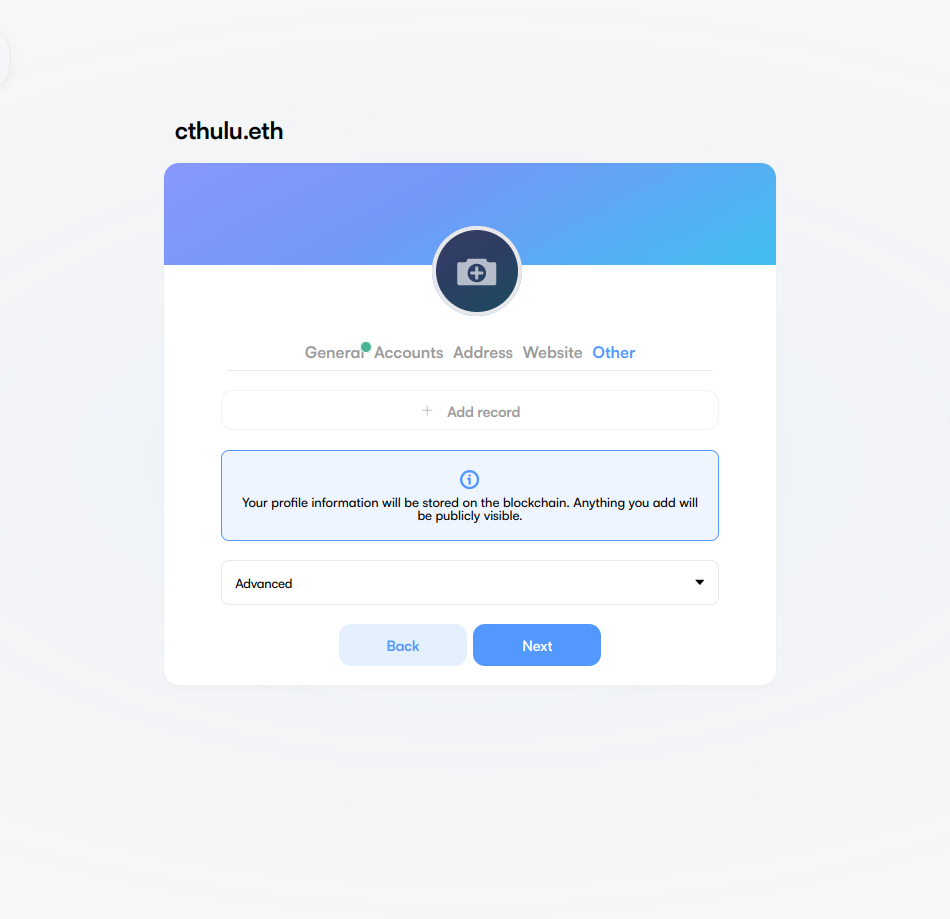 cthulu.eth
General Accounts Address Website Other
Add record
Your profile information will be stored on the blockchain. Anything you add will
be publicly visible.
Advanced
Back Next